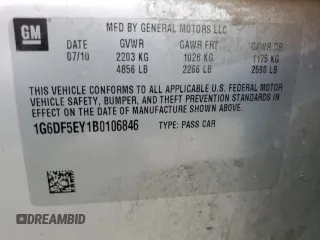 GM
MFD BY GENERAL MOTORS LLC
DATE GVWR GAWR FRT GAWR RR
07/10 2203 KG 1028 KG 1175 KG
4856 LB 2266 LB 2590 LB
THIS VEHICLE CONFORMS TO ALL APPLICABLE U.S. FEDERAL MOTOR
VEHICLE SAFETY, BUMPER, AND THEFT PREVENTION STANDARDS IN
EFFECT ON THE DATE OF MANUFACTURE SHOWN ABOVE.
1G6DF5EY1B0106846 TYPE: PASS CAR
AUTOBIDCAR